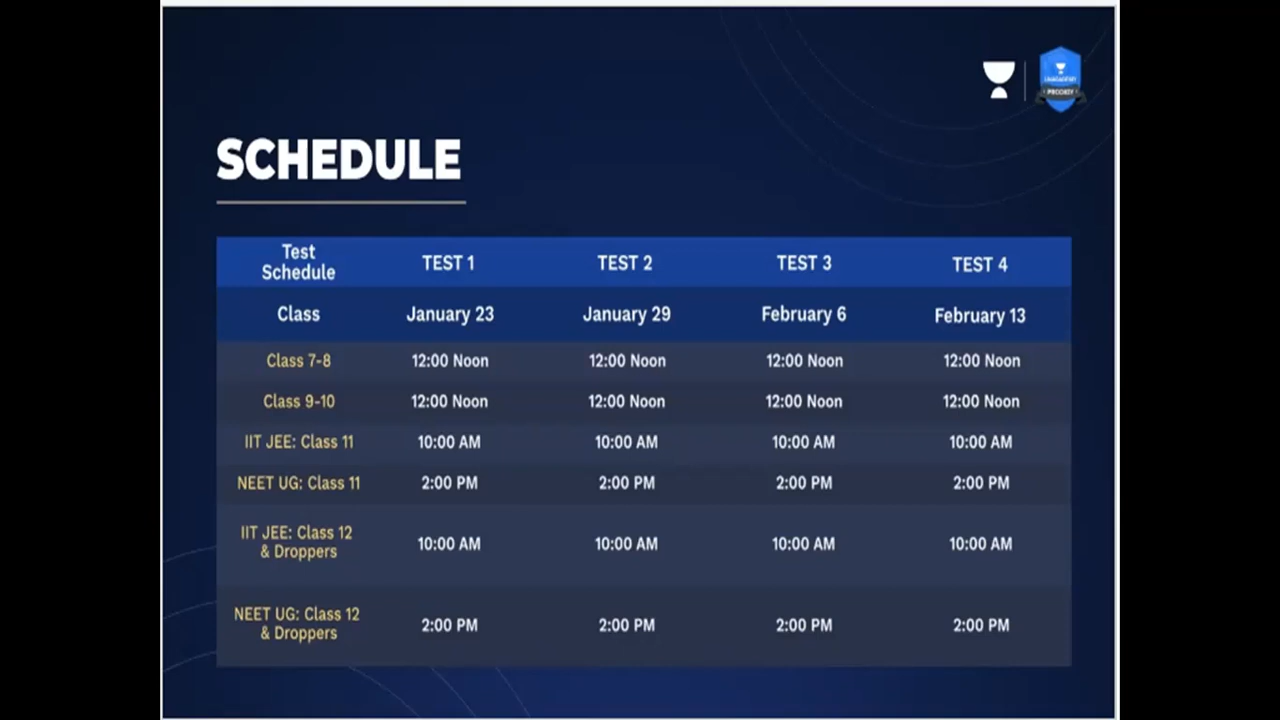 UNACADEMY
PRODIGY
SCHEDULE
Test
Schedule
TEST 1
TEST 2
TEST 3
TEST 4
Class
January 23
January 29
February 6
February 13
Class 7-8
12:00 Noon
12:00 Noon
12:00 Noon
12:00 Noon
Class 9-10
12:00 Noon
12:00 Noon
12:00 Noon
12:00 Noon
IIT JEE: Class 11
10:00 AM
10:00 AM
10:00 AM
10:00 AM
NEET UG: Class 11
2:00 PM
2:00 PM
2:00 PM
2:00 PM
IIT JEE: Class 12
& Droppers
10:00 AM
10:00 AM
10:00 AM
10:00 AM
NEET UG: Class 12
& Droppers
2:00 PM
2:00 PM
2:00 PM
2:00 PM